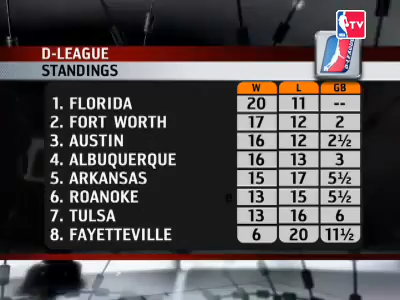 NBA TV
D-LEAGUE
STANDINGS
W L GB
1. FLORIDA 20 11 --
2. FORT WORTH 17 12 2
3. AUSTIN 16 12 2½
4. ALBUQUERQUE 16 13 3
5. ARKANSAS 15 17 5½
6. ROANOKE 13 15 5½
7. TULSA 13 16 6
8. FAYETTEVILLE 6 20 11½